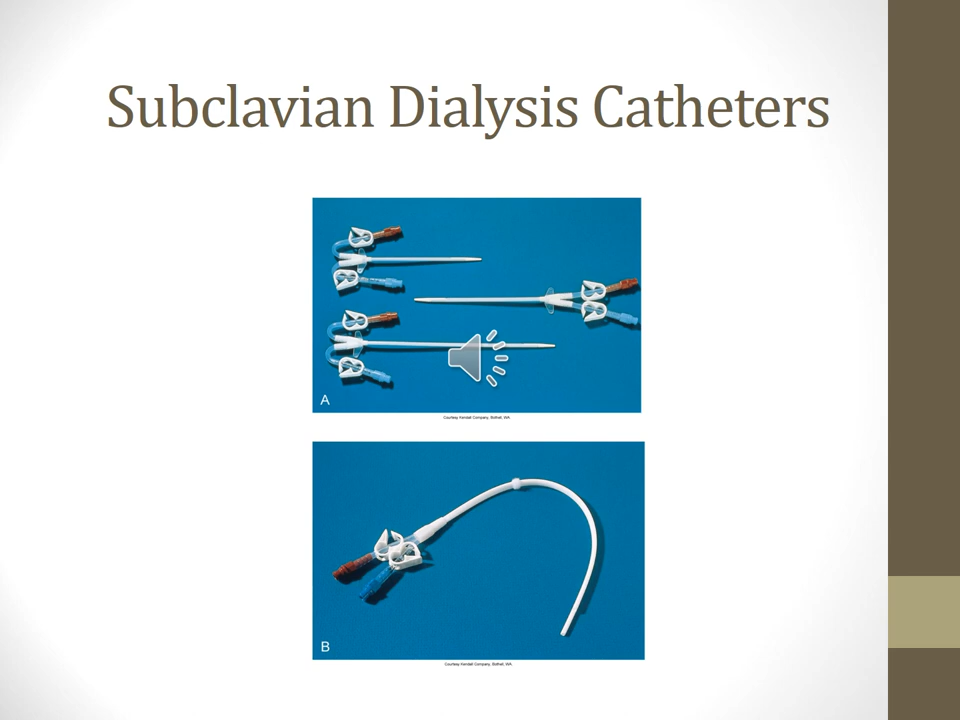 Subclavian Dialysis Catheters
A
Courtesy Kendall Company, Bothell, WA
B
Courtesy Kendall Company, Bothell, WA